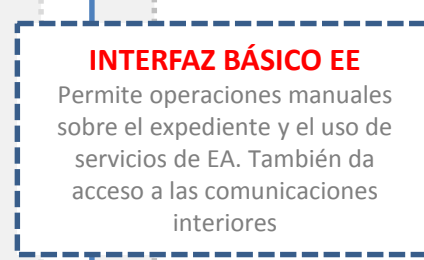 INTERFAZ BÁSICO EE
Permite operaciones manuales
sobre el expediente y el uso de
servicios de EA. También da
acceso a las comunicaciones
interiores